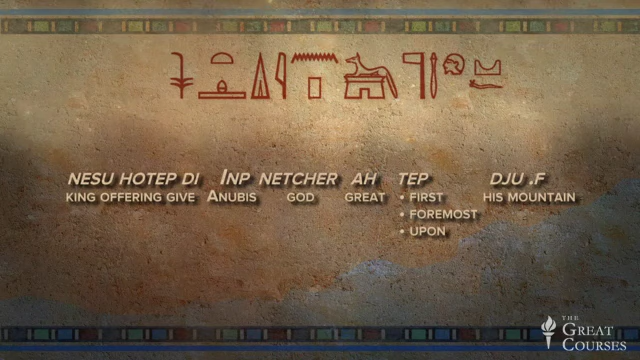 𓇓𓏏𓊵𓏙𓇋𓈖𓊪𓃣𓊹𓉻𓁶𓈋𓆑
NESU HOTEP DI INP NETCHER AH TEP DJU .F
KING OFFERING GIVE ANUBIS GOD GREAT • FIRST HIS MOUNTAIN
• FOREMOST
• UPON
THE
GREAT
COURSES